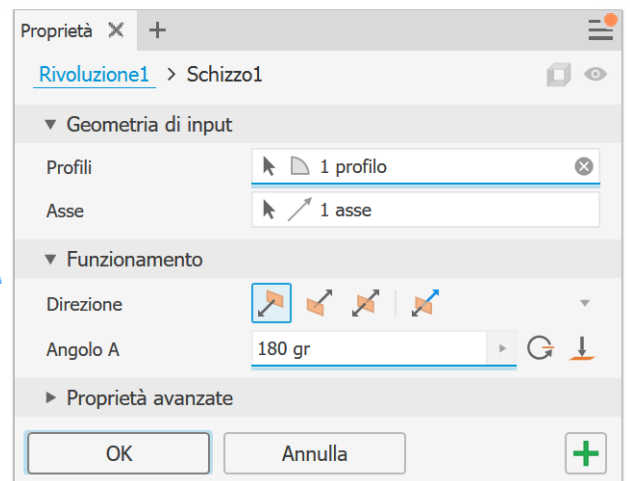 Proprietà
Rivoluzione1 > Schizzo1
Geometria di input
Profili 1 profilo
Asse 1 asse
Funzionamento
Direzione
Angolo A 180 gr
Proprietà avanzate
OK Annulla